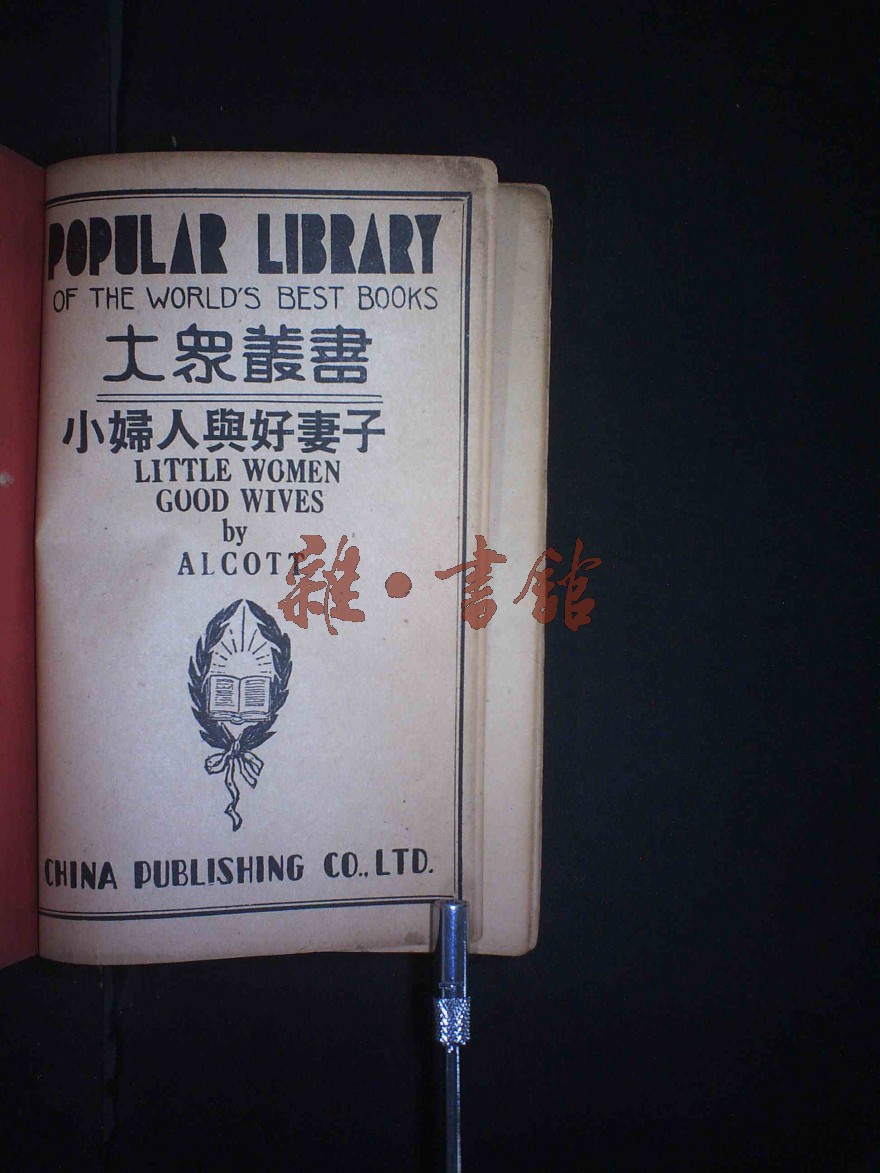 POPULAR LIBRARY
OF THE WORLD'S BEST BOOKS
大眾叢書
小婦人與好妻子
LITTLE WOMEN
GOOD WIVES
by
ALCOTT
雜·書館
CHINA PUBLISHING CO., LTD.